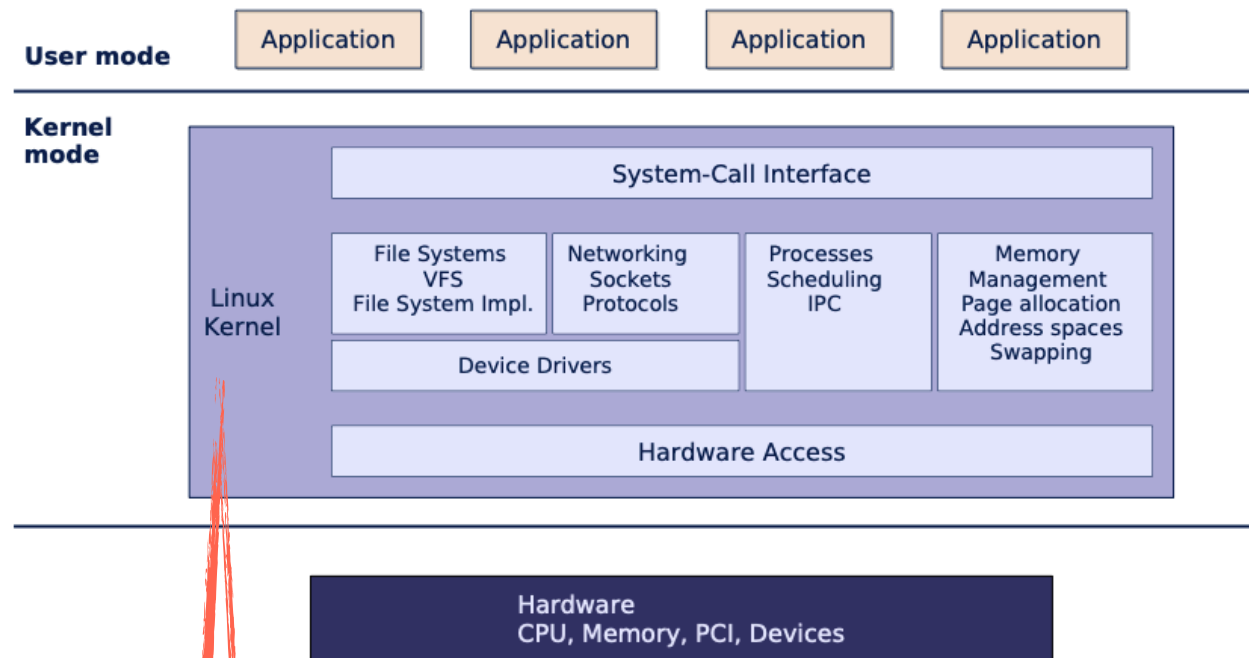 User mode
Application
Application
Application
Application
Kernel
mode
System-Call Interface
Linux
Kernel
File Systems
VFS
File System Impl.
Networking
Sockets
Protocols
Processes
Scheduling
IPC
Memory
Management
Page allocation
Address spaces
Swapping
Device Drivers
Hardware Access
Hardware
CPU, Memory, PCI, Devices